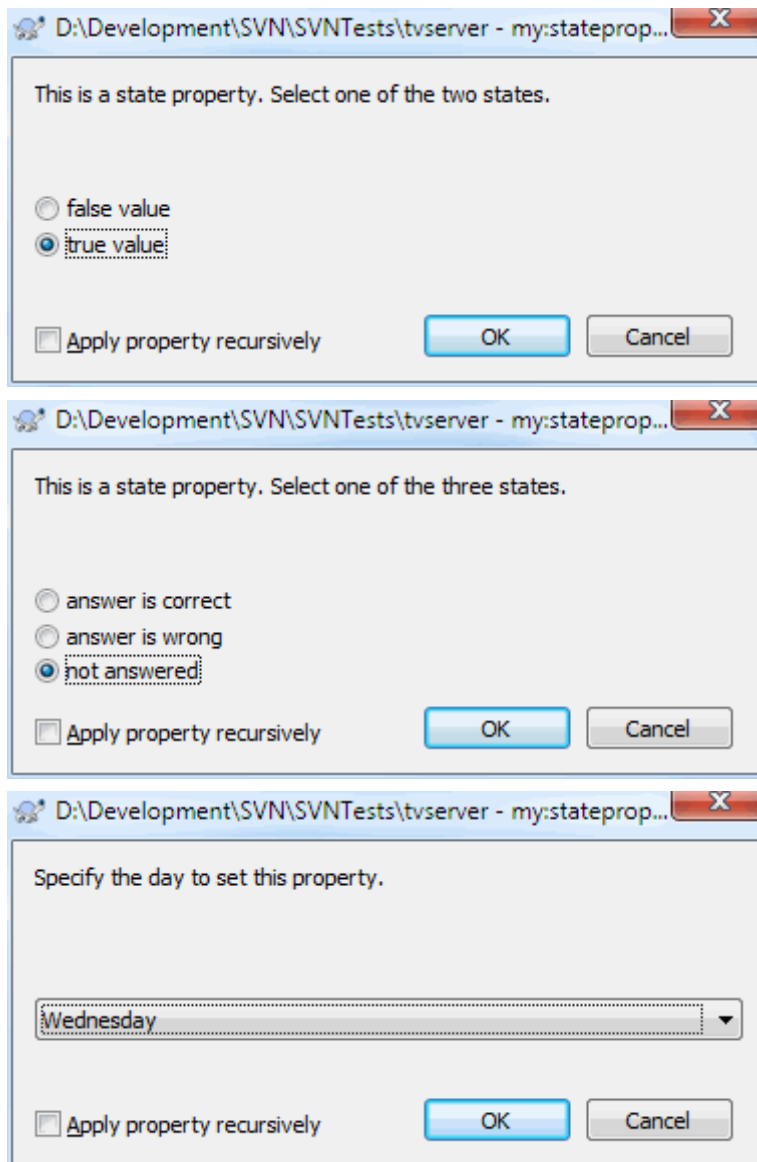 D:\Development\SVN\SVNTests\tvserver - my:stateprop...
This is a state property. Select one of the two states.
false value
true value
Apply property recursively OK Cancel
D:\Development\SVN\SVNTests\tvserver - my:stateprop...
This is a state property. Select one of the three states.
answer is correct
answer is wrong
not answered
Apply property recursively OK Cancel
D:\Development\SVN\SVNTests\tvserver - my:stateprop...
Specify the day to set this property.
Wednesday
Apply property recursively OK Cancel